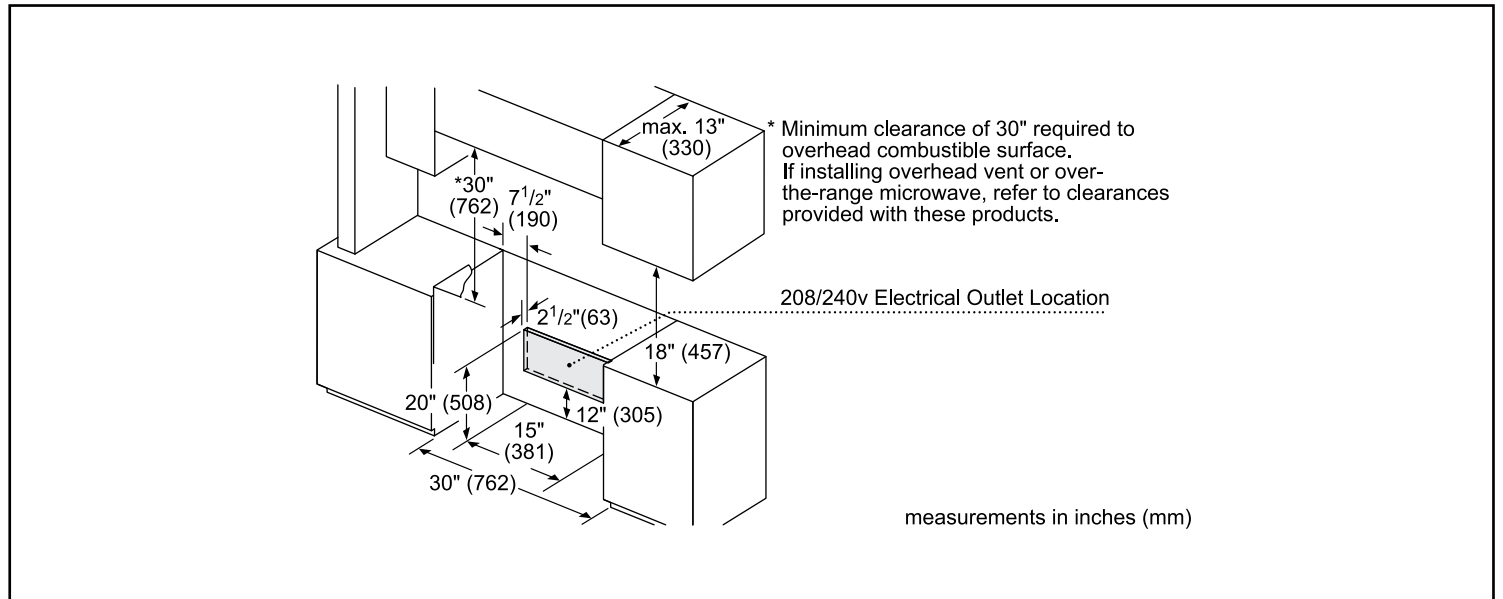 max. 13"
(330)
* Minimum clearance of 30" required to
overhead combustible surface.
If installing overhead vent or over-
the-range microwave, refer to clearances
provided with these products.
*30"
(762)
7 1/2"
(190)
208/240v Electrical Outlet Location
2 1/2"(63)
18" (457)
20" (508)
12" (305)
15"
(381)
30" (762)
measurements in inches (mm)